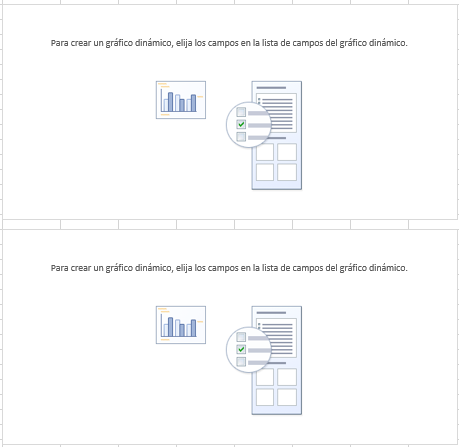 Para crear un gráfico dinámico, elija los campos en la lista de campos del gráfico dinámico.
Para crear un gráfico dinámico, elija los campos en la lista de campos del gráfico dinámico.